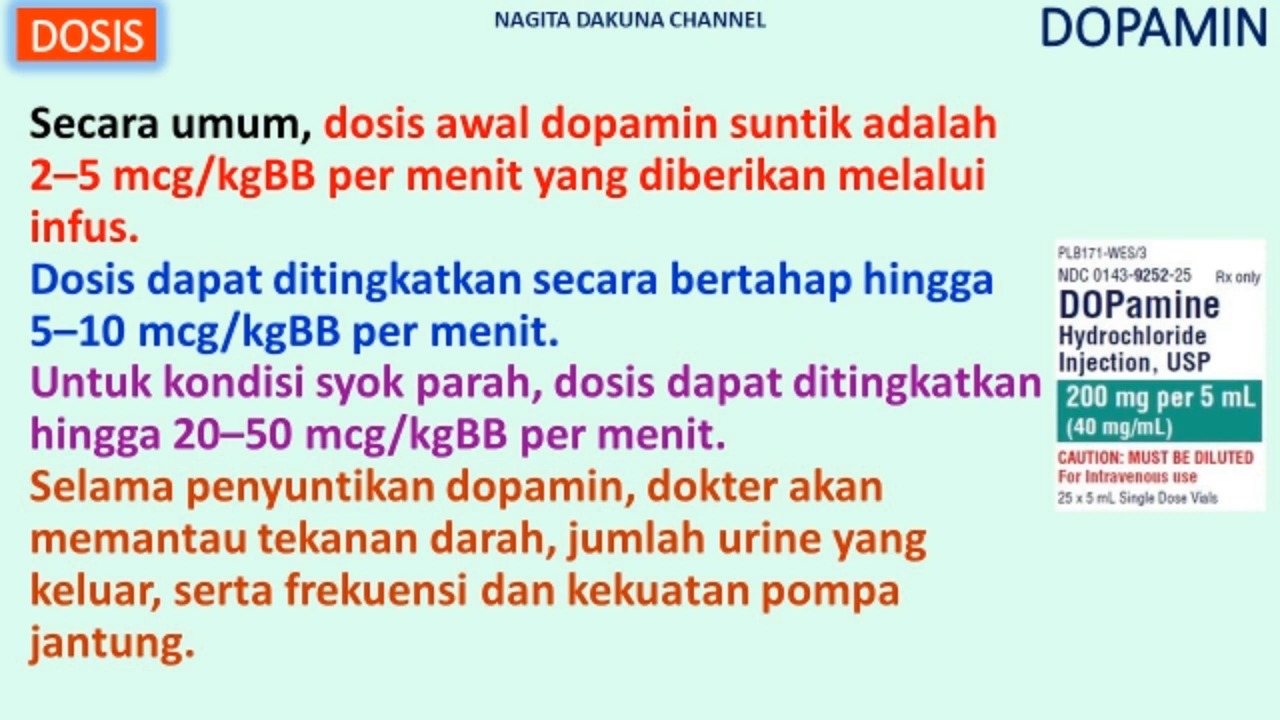 DOSIS
NAGITA DAKUNA CHANNEL
DOPAMIN
Secara umum, dosis awal dopamin suntik adalah
2–5 mcg/kgBB per menit yang diberikan melalui
infus.
Dosis dapat ditingkatkan secara bertahap hingga
5–10 mcg/kgBB per menit.
Untuk kondisi syok parah, dosis dapat ditingkatkan
hingga 20–50 mcg/kgBB per menit.
Selama penyuntikan dopamin, dokter akan
memantau tekanan darah, jumlah urine yang
keluar, serta frekuensi dan kekuatan pompa
jantung.
PLB171-WES/3
NDC 0143-9252-25 Rx only
DOPamine
Hydrochloride
Injection, USP
200 mg per 5 mL
(40 mg/mL)
CAUTION: MUST BE DILUTED
For Intravenous use
25 x 5 mL Single Dose Vials